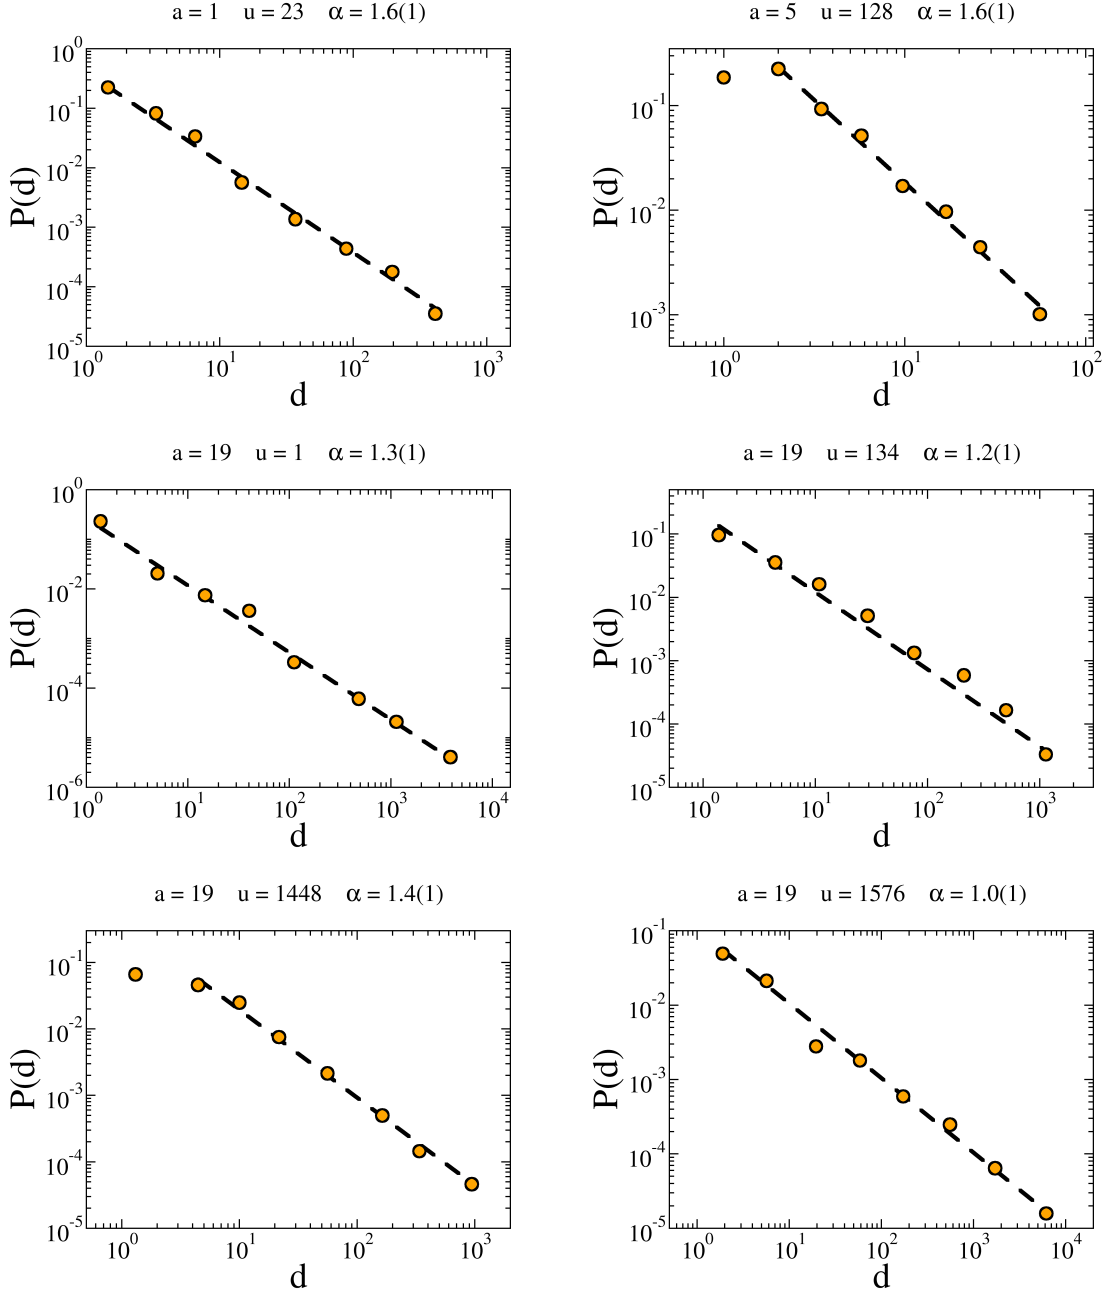 a = 1 u = 23 α = 1.6(1)
10^0
10^-1
10^-2
10^-3
10^-4
10^-5
P(d)
10^0 10^1 10^2 10^3
d
a = 5 u = 128 α = 1.6(1)
10^-1
10^-2
10^-3
P(d)
10^0 10^1 10^2
d
a = 19 u = 1 α = 1.3(1)
10^0
10^-2
10^-4
10^-6
P(d)
10^0 10^1 10^2 10^3 10^4
d
a = 19 u = 134 α = 1.2(1)
10^-1
10^-2
10^-3
10^-4
10^-5
P(d)
10^0 10^1 10^2 10^3
d
a = 19 u = 1448 α = 1.4(1)
10^-1
10^-2
10^-3
10^-4
10^-5
P(d)
10^0 10^1 10^2 10^3
d
a = 19 u = 1576 α = 1.0(1)
10^-1
10^-2
10^-3
10^-4
10^-5
P(d)
10^0 10^1 10^2 10^3 10^4
d